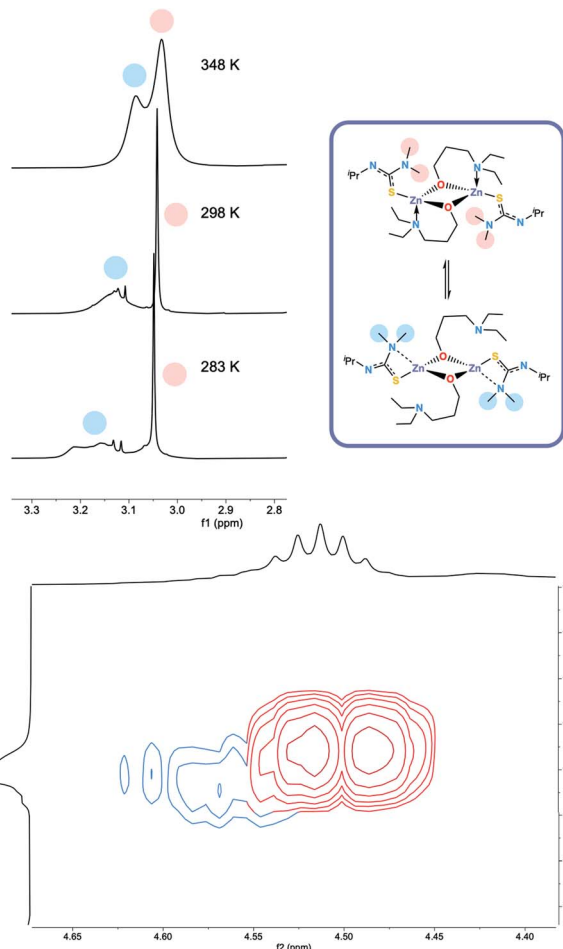 348 K
298 K
283 K
3.3 3.2 3.1 3.0 2.9 2.8
f1 (ppm)
N N N
iPr S Zn O Zn S
N O N N iPr
N
S N
iPr N Zn O Zn N iPr
S O N
N
4.65 4.60 4.55 4.50 4.45 4.40
f2 (ppm)